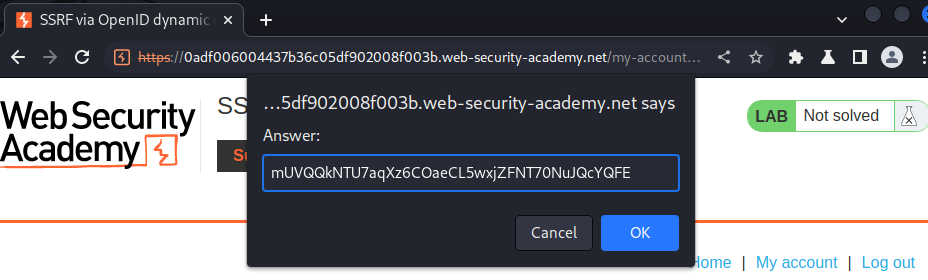 SSRF via OpenID dynamic
https://0adf006004437b36c05df902008f003b.web-security-academy.net/my-account...
...5df902008f003b.web-security-academy.net says
Web Security
Academy
SS
LAB Not solved
Answer:
mUVQQkNTU7aqXz6COaeCL5wxjZFNT70NuJQcYQFE
Cancel OK
Home | My account | Log out